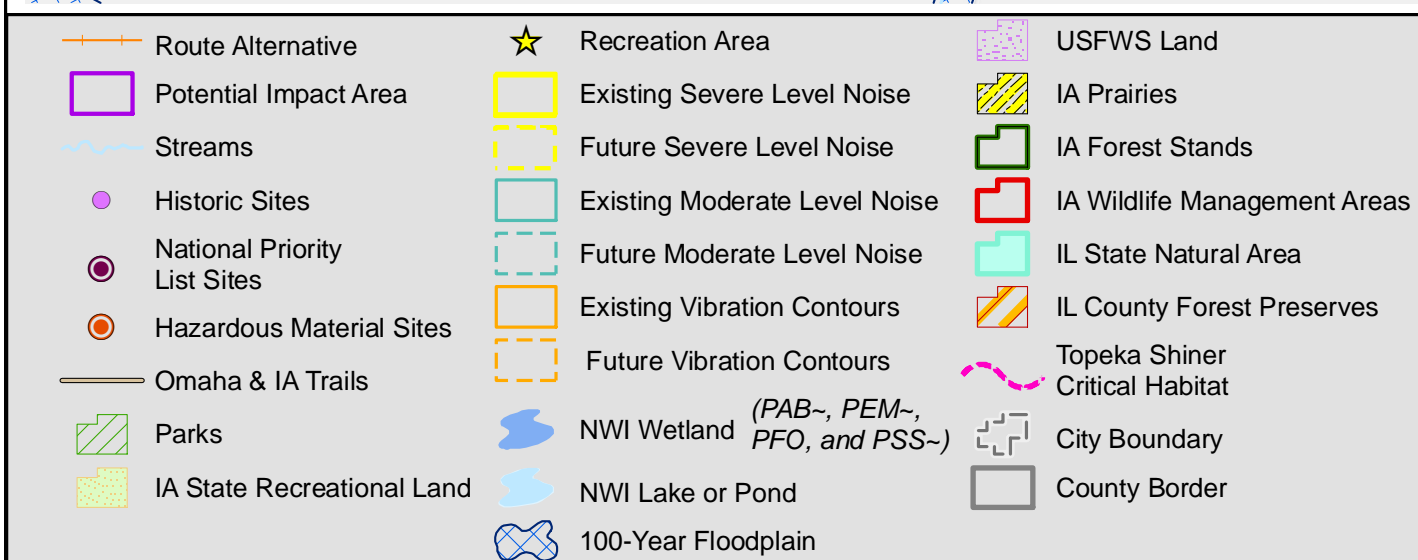 Route Alternative
Potential Impact Area
Streams
Historic Sites
National Priority
List Sites
Hazardous Material Sites
Omaha & IA Trails
Parks
IA State Recreational Land
Recreation Area
Existing Severe Level Noise
Future Severe Level Noise
Existing Moderate Level Noise
Future Moderate Level Noise
Existing Vibration Contours
Future Vibration Contours
NWI Wetland (PAB~, PEM~,
PFO, and PSS~)
NWI Lake or Pond
100-Year Floodplain
USFWS Land
IA Prairies
IA Forest Stands
IA Wildlife Management Areas
IL State Natural Area
IL County Forest Preserves
Topeka Shiner
Critical Habitat
City Boundary
County Border